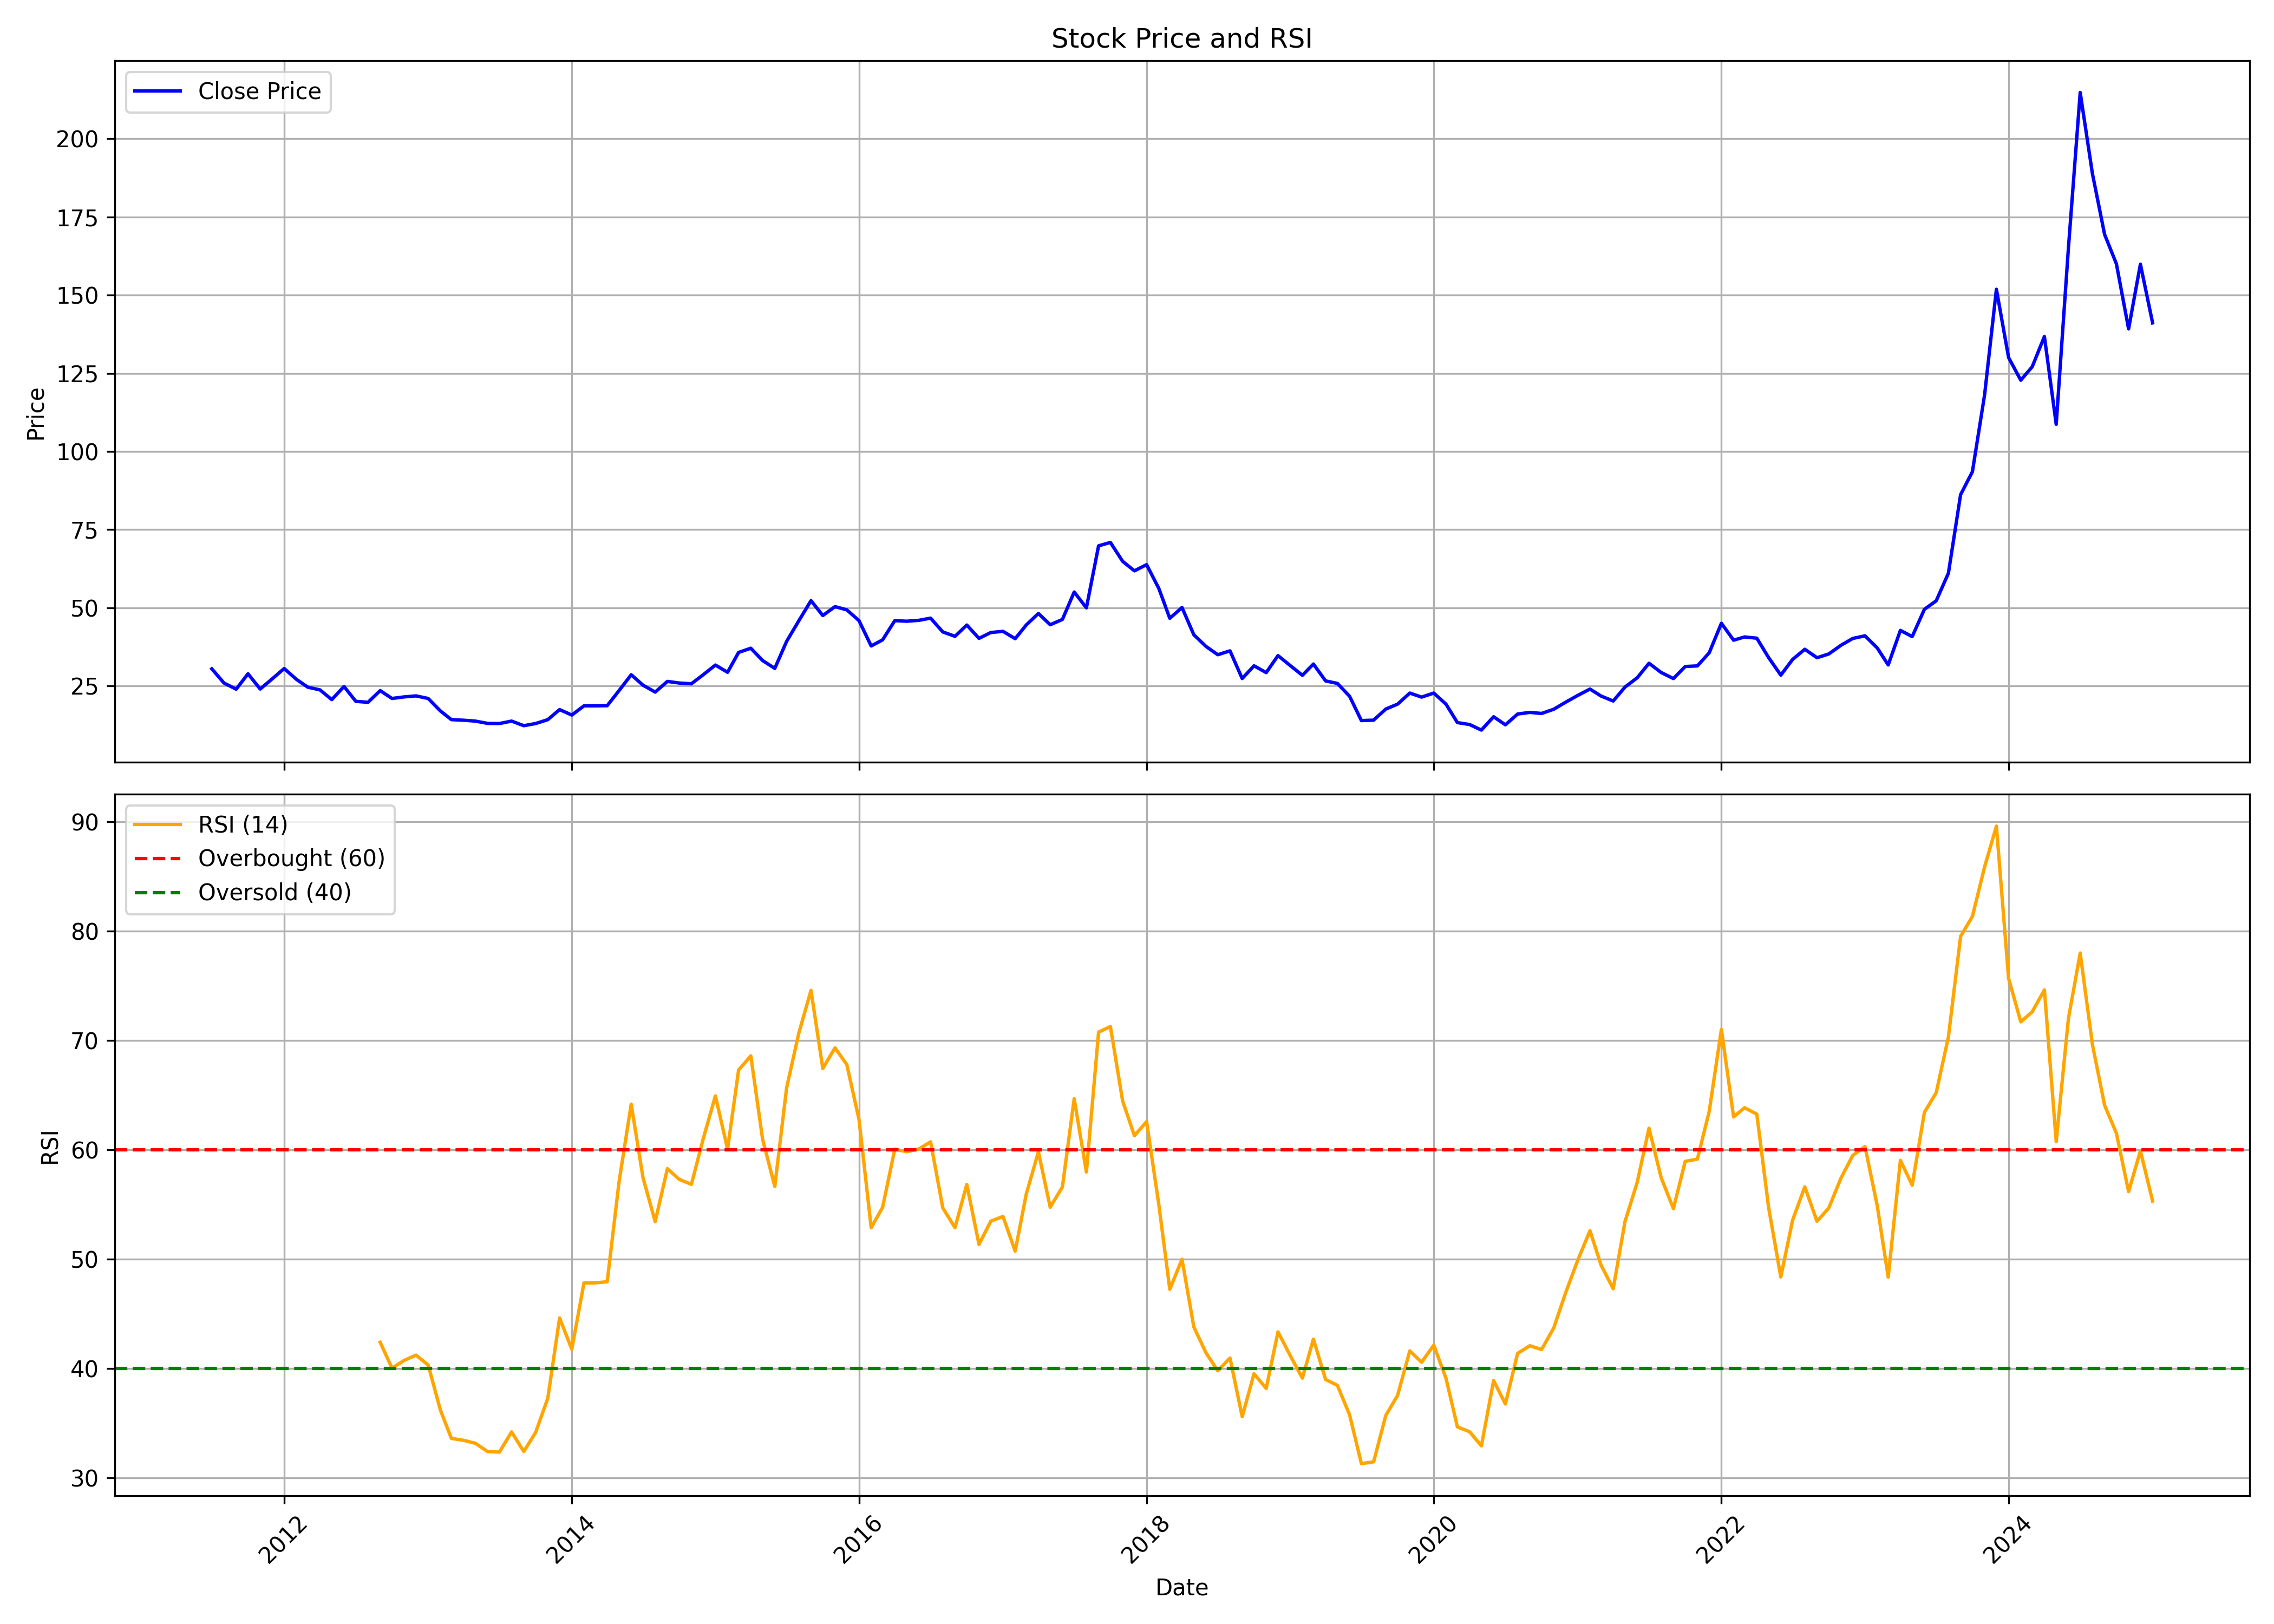 Stock Price and RSI
Close Price
200
175
150
125
100
75
50
25
Price
RSI (14)
Overbought (60)
Oversold (40)
90
80
70
60
50
40
30
RSI
2012
2014
2016
2018
2020
2022
2024
Date